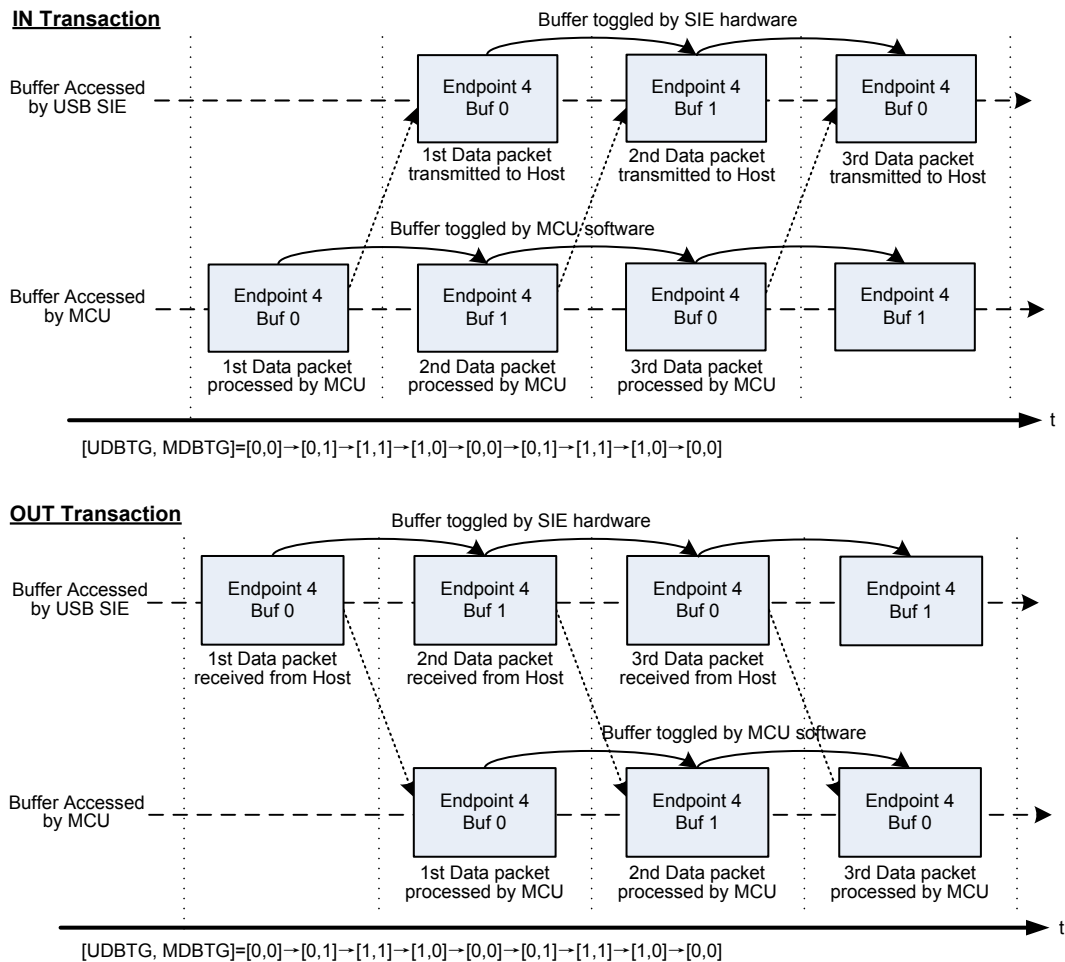 IN Transaction
Buffer toggled by SIE hardware
Buffer Accessed
by USB SIE
Endpoint 4
Buf 0
Endpoint 4
Buf 1
Endpoint 4
Buf 0
1st Data packet
transmitted to Host
2nd Data packet
transmitted to Host
3rd Data packet
transmitted to Host
Buffer toggled by MCU software
Buffer Accessed
by MCU
Endpoint 4
Buf 0
Endpoint 4
Buf 1
Endpoint 4
Buf 0
Endpoint 4
Buf 1
1st Data packet
processed by MCU
2nd Data packet
processed by MCU
3rd Data packet
processed by MCU
t
[UDBTG, MDBTG]=[0,0]→[0,1]→[1,1]→[1,0]→[0,0]→[0,1]→[1,1]→[1,0]→[0,0]
OUT Transaction
Buffer toggled by SIE hardware
Buffer Accessed
by USB SIE
Endpoint 4
Buf 0
Endpoint 4
Buf 1
Endpoint 4
Buf 0
Endpoint 4
Buf 1
1st Data packet
received from Host
2nd Data packet
received from Host
3rd Data packet
received from Host
Buffer toggled by MCU software
Buffer Accessed
by MCU
Endpoint 4
Buf 0
Endpoint 4
Buf 1
Endpoint 4
Buf 0
1st Data packet
processed by MCU
2nd Data packet
processed by MCU
3rd Data packet
processed by MCU
t
[UDBTG, MDBTG]=[0,0]→[0,1]→[1,1]→[1,0]→[0,0]→[0,1]→[1,1]→[1,0]→[0,0]